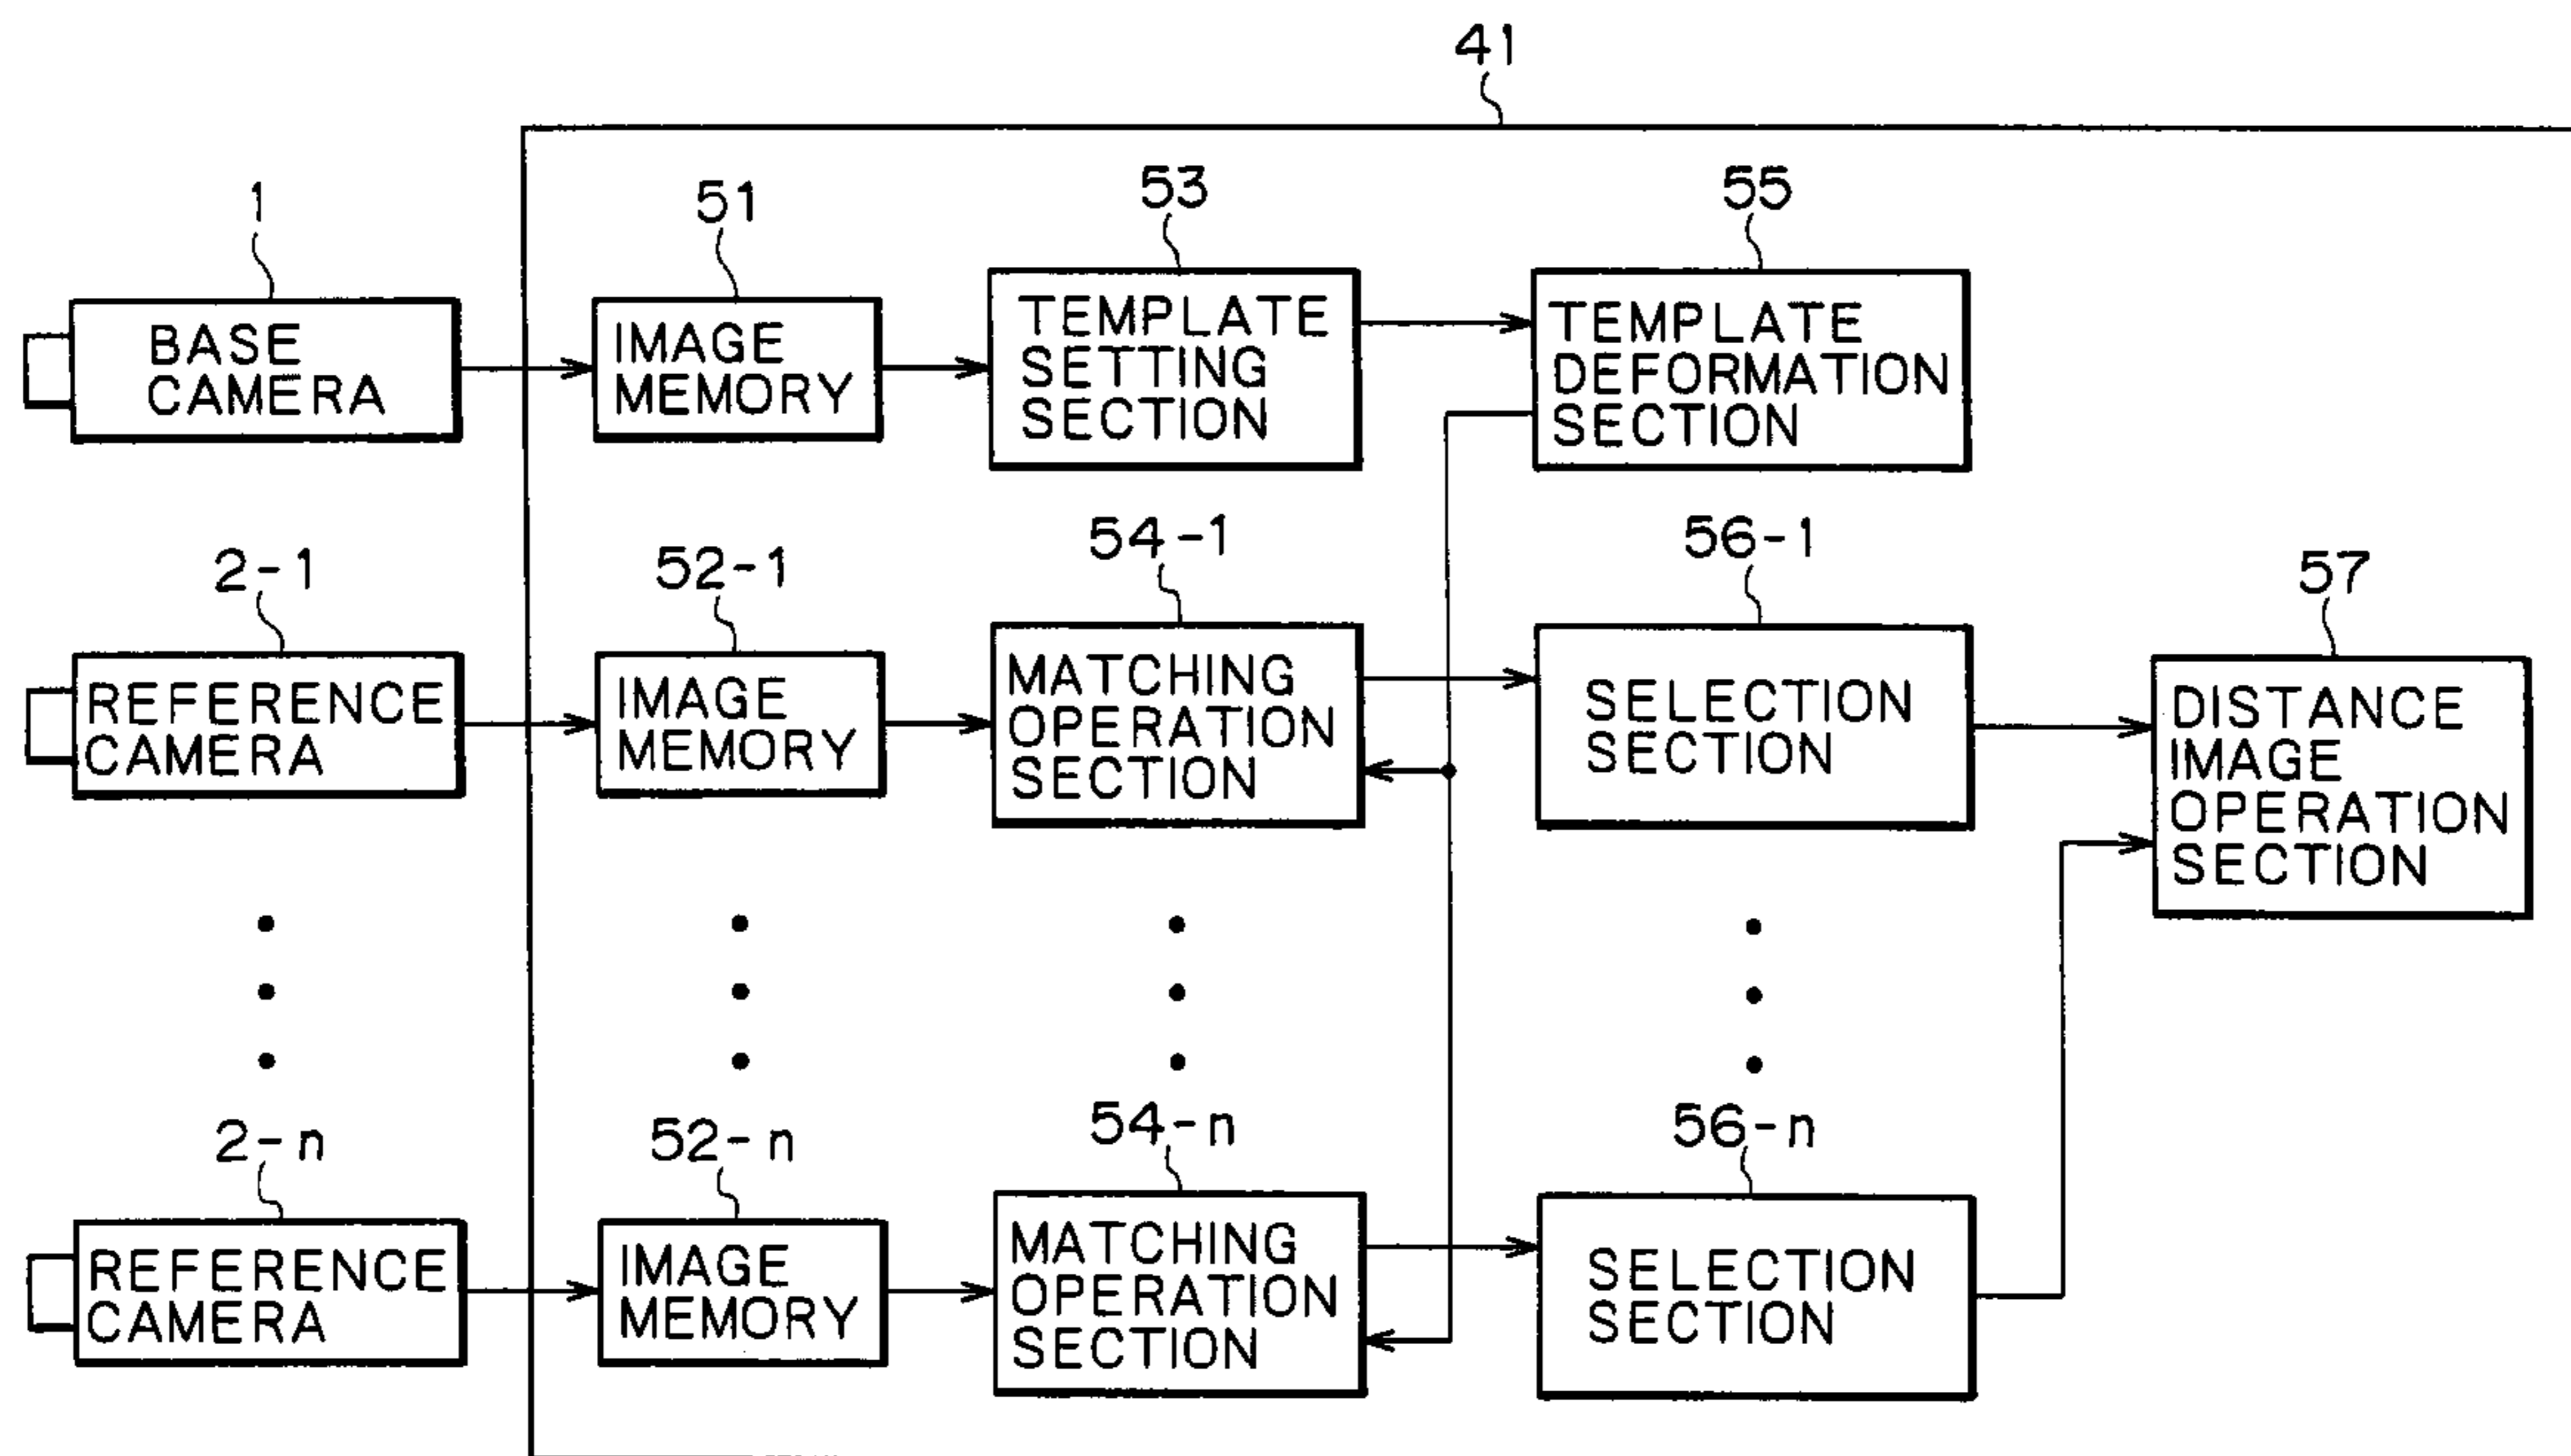 41
1
51
53
55
BASE
CAMERA
IMAGE
MEMORY
TEMPLATE
SETTING
SECTION
TEMPLATE
DEFORMATION
SECTION
2-1
52-1
54-1
56-1
57
REFERENCE
CAMERA
IMAGE
MEMORY
MATCHING
OPERATION
SECTION
SELECTION
SECTION
DISTANCE
IMAGE
OPERATION
SECTION
2-n
52-n
54-n
56-n
REFERENCE
CAMERA
IMAGE
MEMORY
MATCHING
OPERATION
SECTION
SELECTION
SECTION